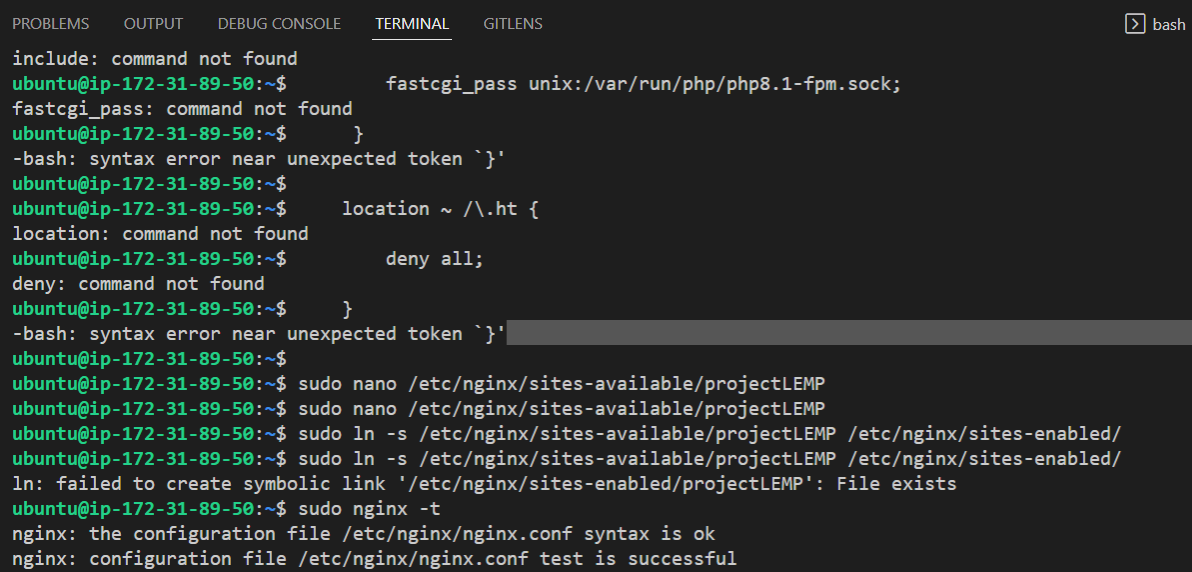 PROBLEMS OUTPUT DEBUG CONSOLE TERMINAL GITLENS bash
include: command not found
ubuntu@ip-172-31-89-50:~$         fastcgi_pass unix:/var/run/php/php8.1-fpm.sock;
fastcgi_pass: command not found
ubuntu@ip-172-31-89-50:~$      }
-bash: syntax error near unexpected token `}'
ubuntu@ip-172-31-89-50:~$
ubuntu@ip-172-31-89-50:~$     location ~ /\.ht {
location: command not found
ubuntu@ip-172-31-89-50:~$         deny all;
deny: command not found
ubuntu@ip-172-31-89-50:~$     }
-bash: syntax error near unexpected token `}'
ubuntu@ip-172-31-89-50:~$
ubuntu@ip-172-31-89-50:~$ sudo nano /etc/nginx/sites-available/projectLEMP
ubuntu@ip-172-31-89-50:~$ sudo nano /etc/nginx/sites-available/projectLEMP
ubuntu@ip-172-31-89-50:~$ sudo ln -s /etc/nginx/sites-available/projectLEMP /etc/nginx/sites-enabled/
ubuntu@ip-172-31-89-50:~$ sudo ln -s /etc/nginx/sites-available/projectLEMP /etc/nginx/sites-enabled/
ln: failed to create symbolic link '/etc/nginx/sites-enabled/projectLEMP': File exists
ubuntu@ip-172-31-89-50:~$ sudo nginx -t
nginx: the configuration file /etc/nginx/nginx.conf syntax is ok
nginx: configuration file /etc/nginx/nginx.conf test is successful